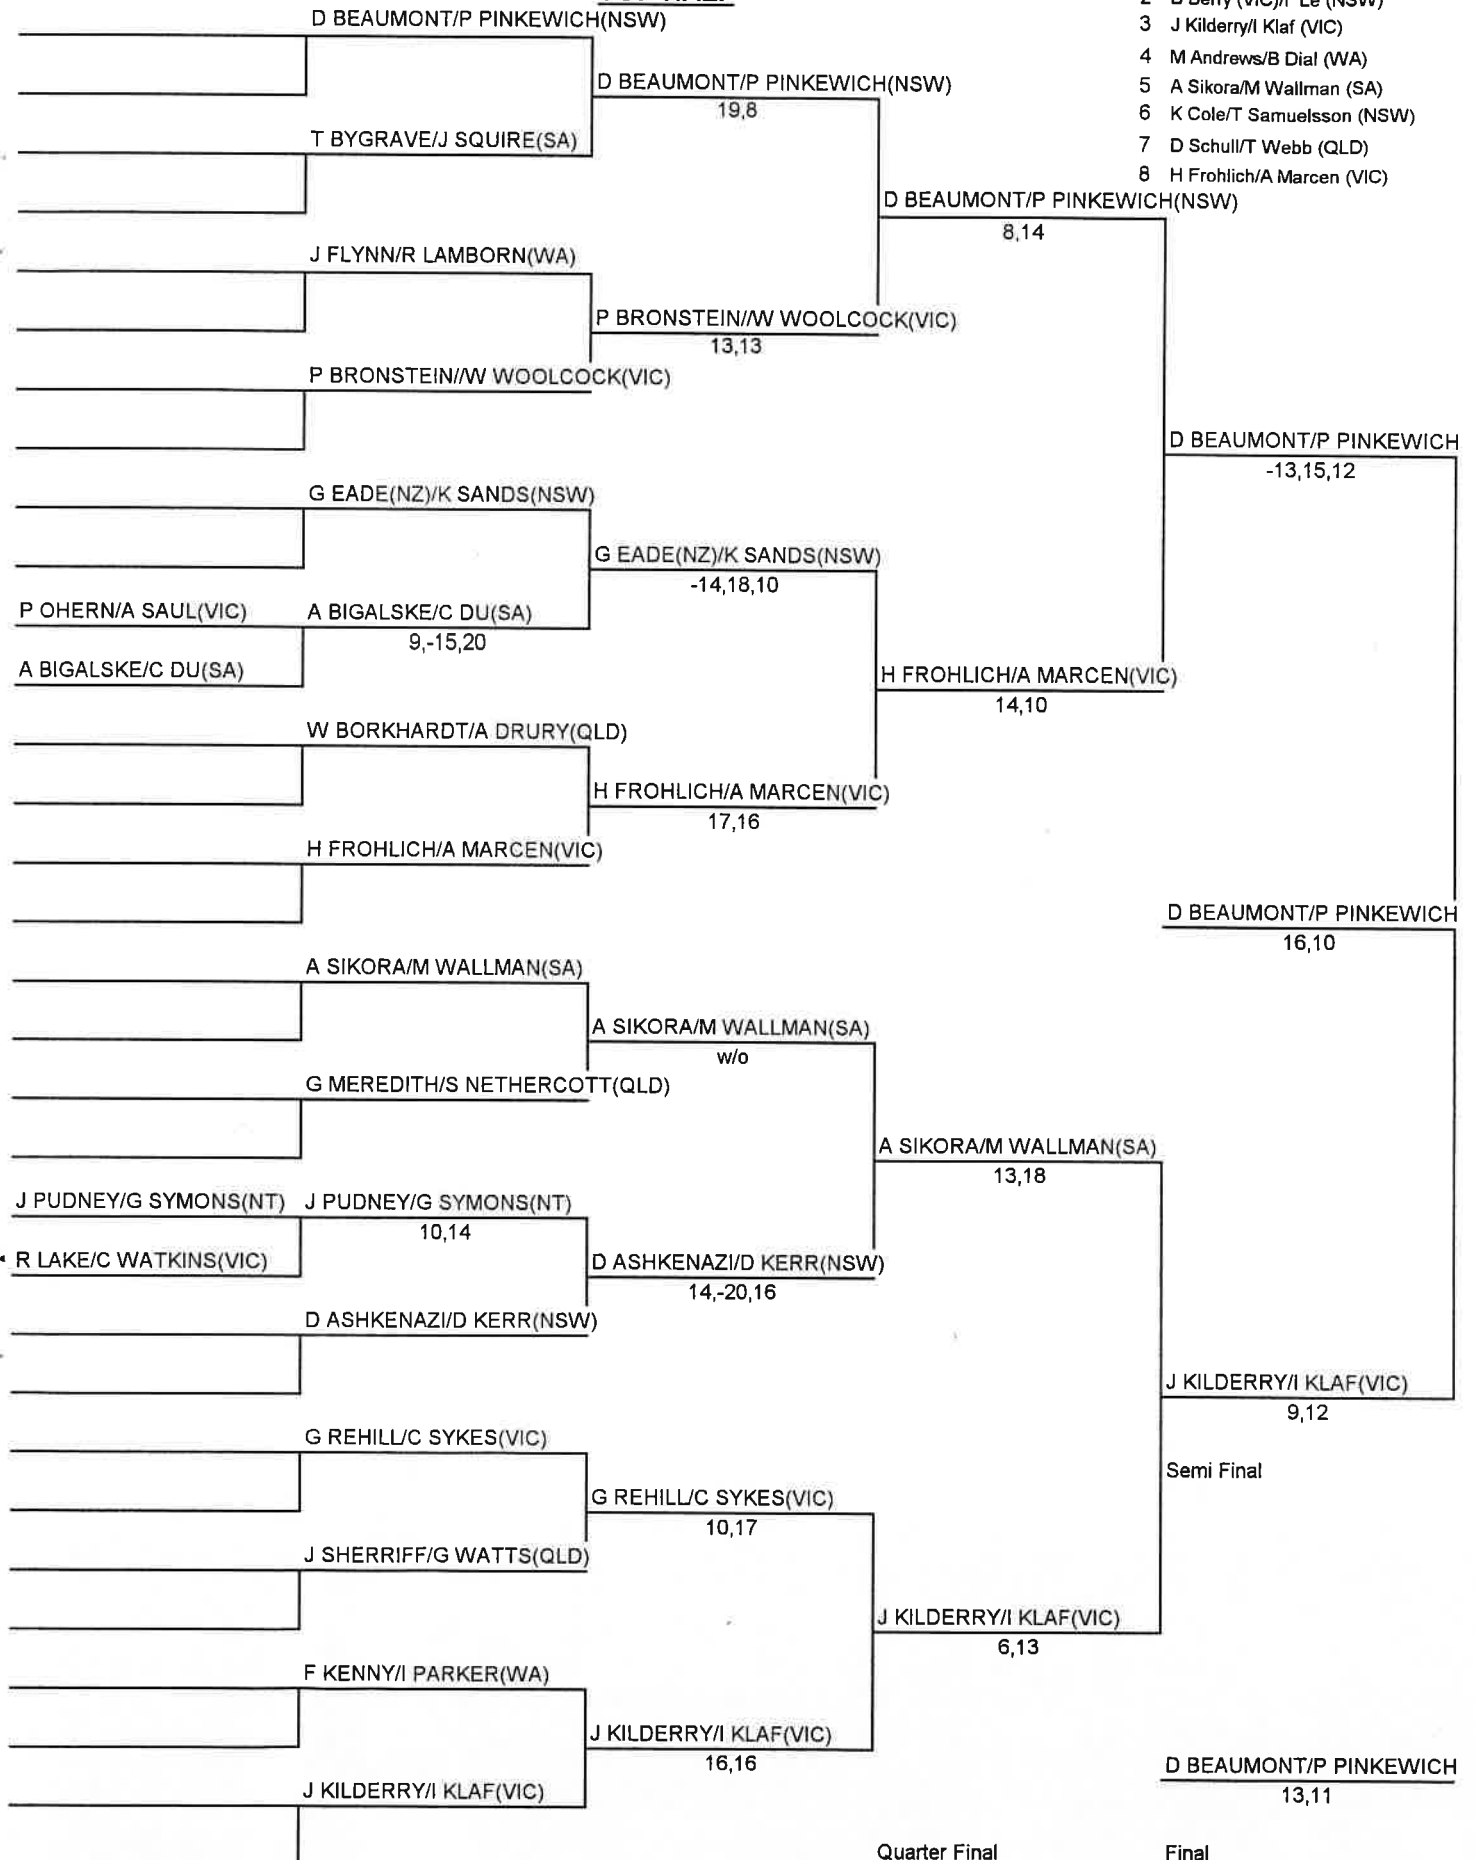 D BEAUMONT/P PINKEWICH(NSW)
3 J Kilderry/I Klaf (VIC)
4 M Andrews/B Dial (WA)
5 A Sikora/M Wallman (SA)
6 K Cole/T Samuelsson (NSW)
7 D Schull/T Webb (QLD)
8 H Frohlich/A Marcen (VIC)
D BEAUMONT/P PINKEWICH(NSW)
19,8
T BYGRAVE/J SQUIRE(SA)
D BEAUMONT/P PINKEWICH(NSW)
8,14
J FLYNN/R LAMBORN(WA)
P BRONSTEIN//W WOOLCOCK(VIC)
13,13
P BRONSTEIN//W WOOLCOCK(VIC)
D BEAUMONT/P PINKEWICH
-13,15,12
G EADE(NZ)/K SANDS(NSW)
G EADE(NZ)/K SANDS(NSW)
-14,18,10
P OHERN/A SAUL(VIC) A BIGALSKE/C DU(SA)
9,-15,20
A BIGALSKE/C DU(SA)
H FROHLICH/A MARCEN(VIC)
14,10
W BORKHARDT/A DRURY(QLD)
H FROHLICH/A MARCEN(VIC)
17,16
H FROHLICH/A MARCEN(VIC)
D BEAUMONT/P PINKEWICH
16,10
A SIKORA/M WALLMAN(SA)
A SIKORA/M WALLMAN(SA)
w/o
G MEREDITH/S NETHERCOTT(QLD)
A SIKORA/M WALLMAN(SA)
13,18
J PUDNEY/G SYMONS(NT) J PUDNEY/G SYMONS(NT)
10,14
R LAKE/C WATKINS(VIC)
D ASHKENAZI/D KERR(NSW)
14,-20,16
D ASHKENAZI/D KERR(NSW)
J KILDERRY/I KLAF(VIC)
9,12
G REHILL/C SYKES(VIC)
Semi Final
G REHILL/C SYKES(VIC)
10,17
J SHERRIFF/G WATTS(QLD)
J KILDERRY/I KLAF(VIC)
6,13
F KENNY/I PARKER(WA)
J KILDERRY/I KLAF(VIC)
16,16
D BEAUMONT/P PINKEWICH
13,11
J KILDERRY/I KLAF(VIC)
Quarter Final Final